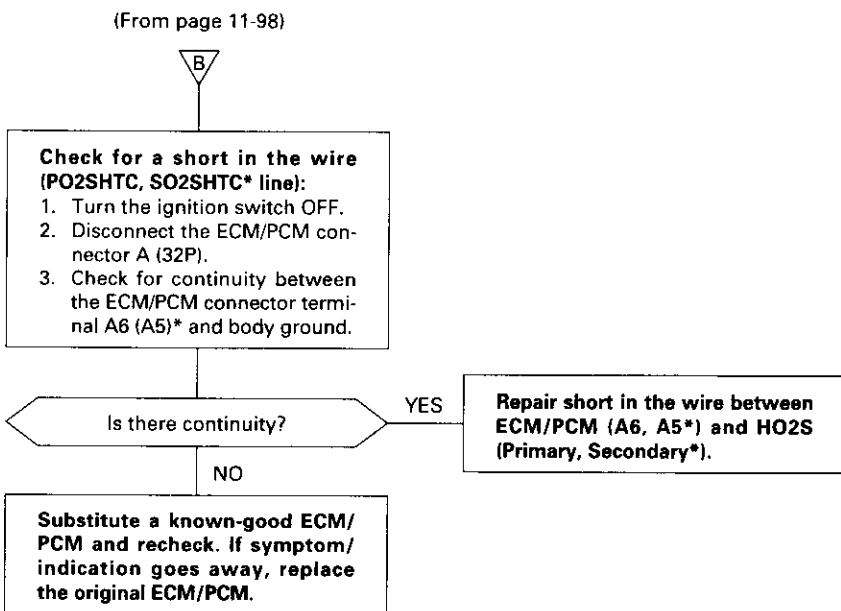 (From page 11-98)
B
Check for a short in the wire
(PO2SHTC, SO2SHTC* line):
1. Turn the ignition switch OFF.
2. Disconnect the ECM/PCM con-
nector A (32P).
3. Check for continuity between
the ECM/PCM connector termi-
nal A6 (A5)* and body ground.
Is there continuity?
YES
Repair short in the wire between
ECM/PCM (A6, A5*) and HO2S
(Primary, Secondary*).
NO
Substitute a known-good ECM/
PCM and recheck. If symptom/
indication goes away, replace
the original ECM/PCM.